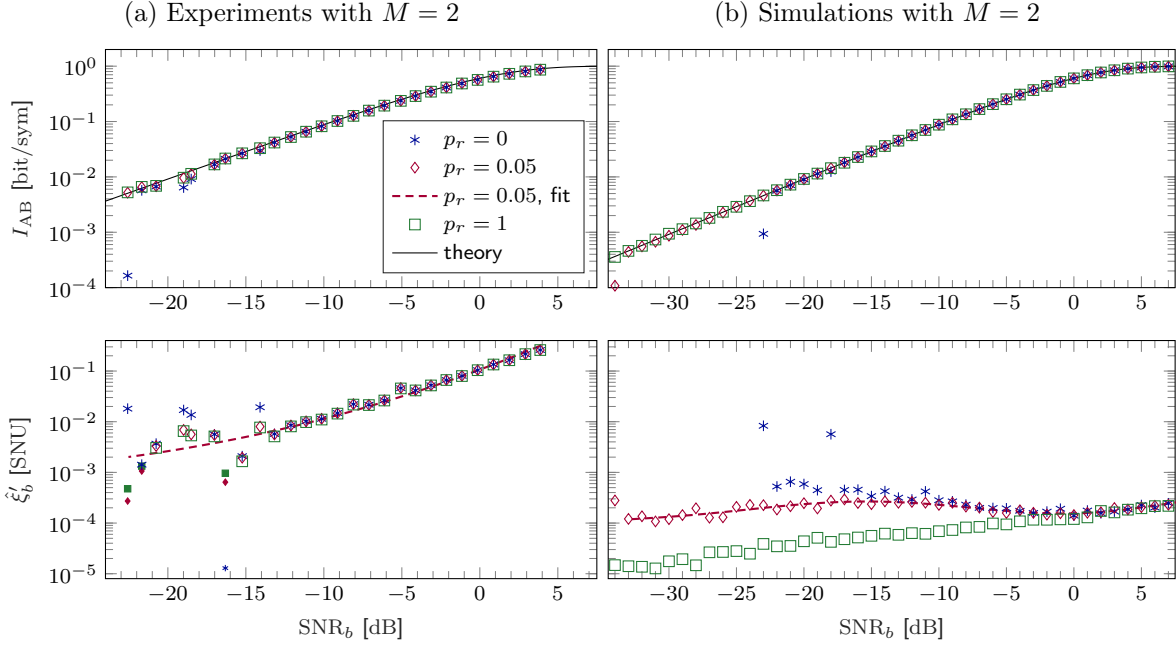 (a) Experiments with M = 2
(b) Simulations with M = 2
I_AB [bit/sym]
10^0
10^−1
10^−2
10^−3
10^−4
p_r = 0
p_r = 0.05
p_r = 0.05, fit
p_r = 1
theory
−20 −15 −10 −5 0 5
−30 −25 −20 −15 −10 −5 0 5
ξ̂′_b [SNU]
10^−1
10^−2
10^−3
10^−4
10^−5
−20 −15 −10 −5 0 5
−30 −25 −20 −15 −10 −5 0 5
SNR_b [dB]
SNR_b [dB]